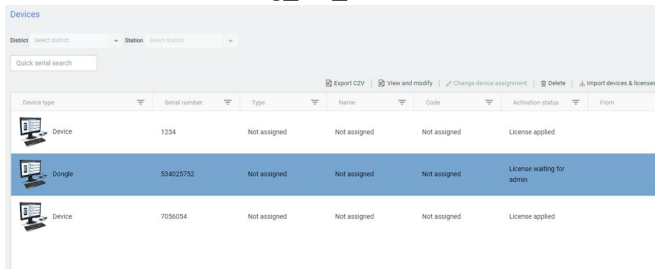 Devices
District Select district Station Select station
Quick serial search
Export C2V View and modify Change device assignment Delete Import devices & licenses
Device type Serial number Type Name Code Activation status From
Device 1234 Not assigned Not assigned Not assigned License applied
Dongle 534025752 Not assigned Not assigned Not assigned License waiting for
admin
Device 7056054 Not assigned Not assigned Not assigned License applied